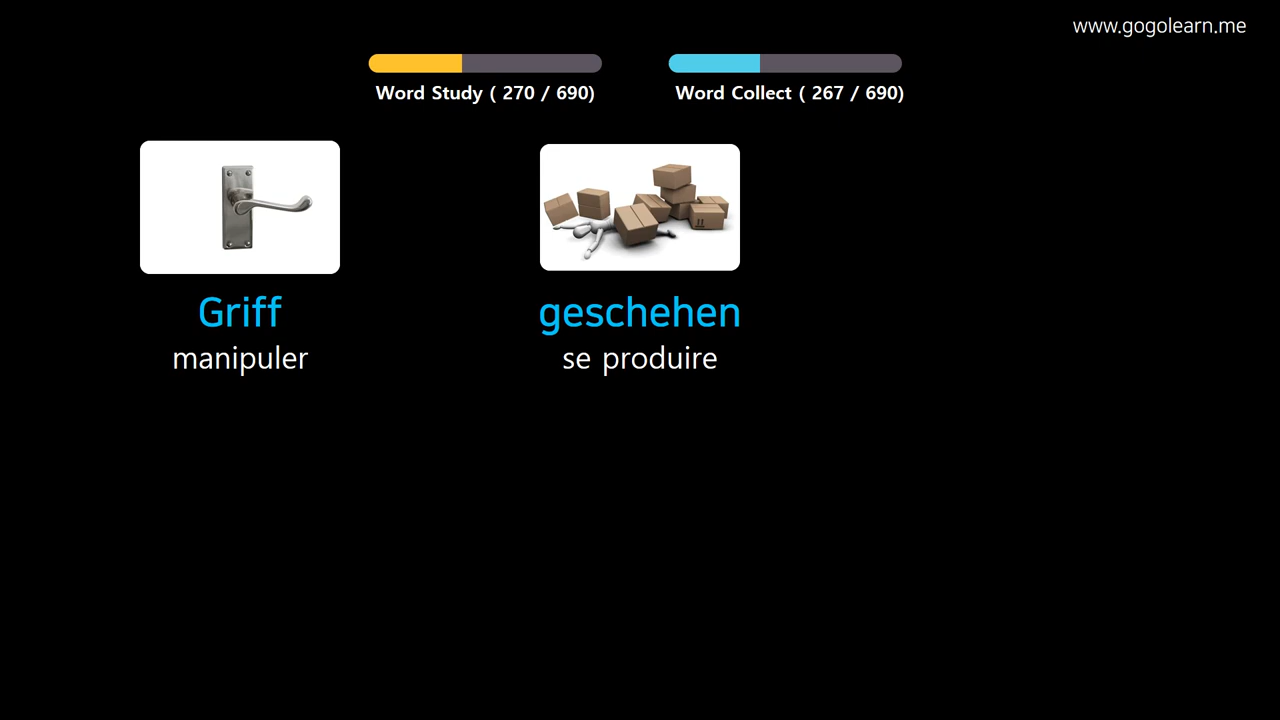 www.gogolearn.me
Word Study ( 270 / 690)
Word Collect ( 267 / 690)
Griff
manipuler
geschehen
se produire